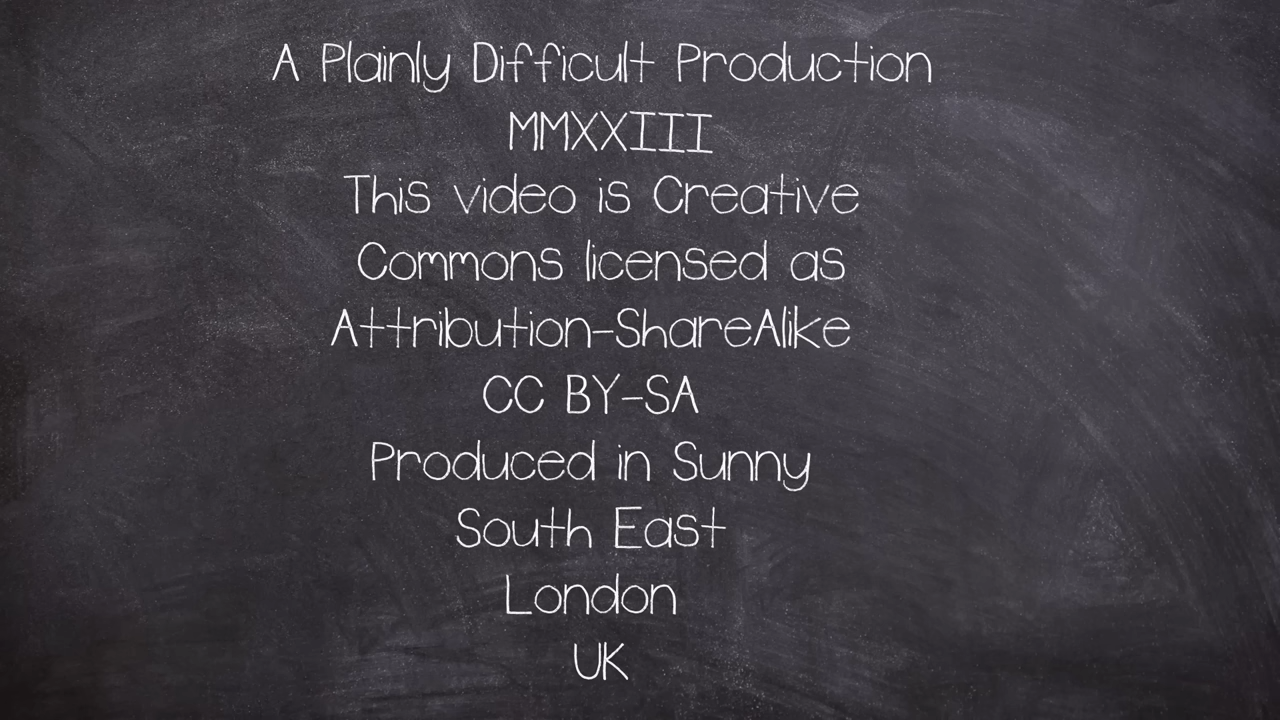 A Plainly Difficult Production
MMXXIII
This video is Creative
Commons licensed as
Attribution-ShareAlike
CC BY-SA
Produced in Sunny
South East
London
UK